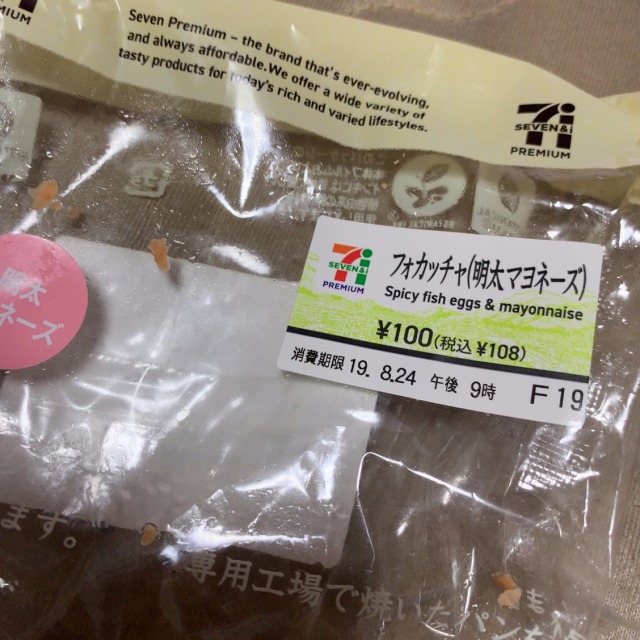 PREMIUM
Seven Premium – the brand that's ever-evolving,
and always affordable.We offer a wide variety of
tasty products for today's rich and varied lifestyles.
SEVEN&i
PREMIUM
SEVEN&i
PREMIUM
フォカッチャ(明太マヨネーズ)
Spicy fish eggs & mayonnaise
¥100(税込 ¥108)
消費期限 19. 8.24 午後 9時 F19
明太
ネーズ
ます。
専用工場で焼いたパン